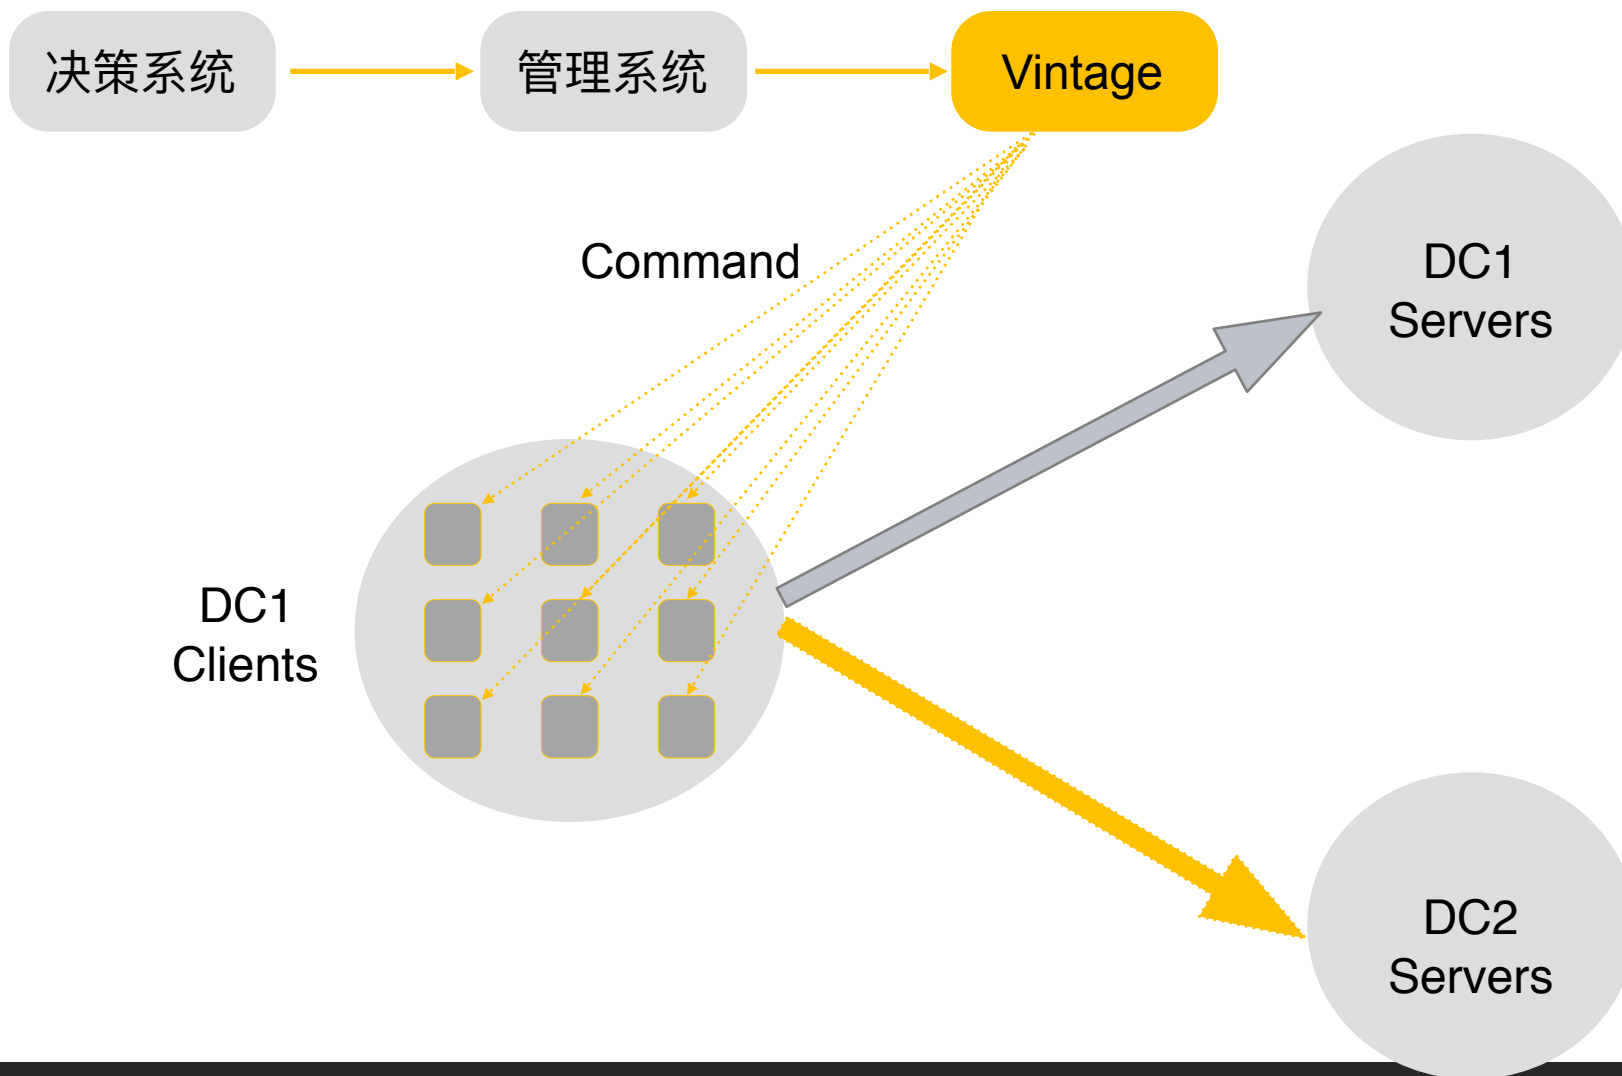 决策系统
管理系统
Vintage
Command
DC1
Servers
DC1
Clients
DC2
Servers